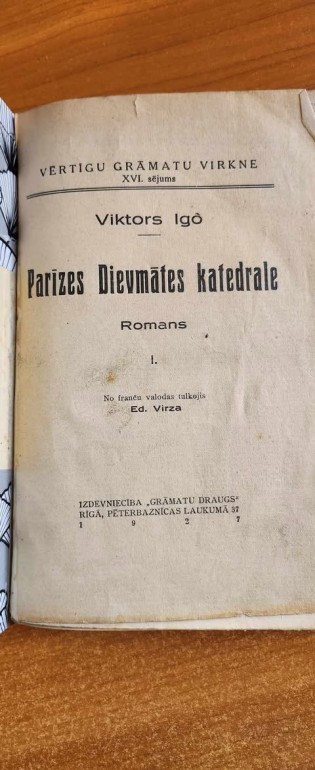 VĒRTĪGU GRĀMATU VIRKNE
XVI. sējums
Viktors Igô
Parīzes Dievmātes katedrale
Romans
I.
No franču valodas tulkojis
Ed. Virza
IZDEVNIECĪBA „GRĀMATU DRAUGS“
RĪGĀ, PĒTERBAZNĪCAS LAUKUMĀ 37
1 9 2 7